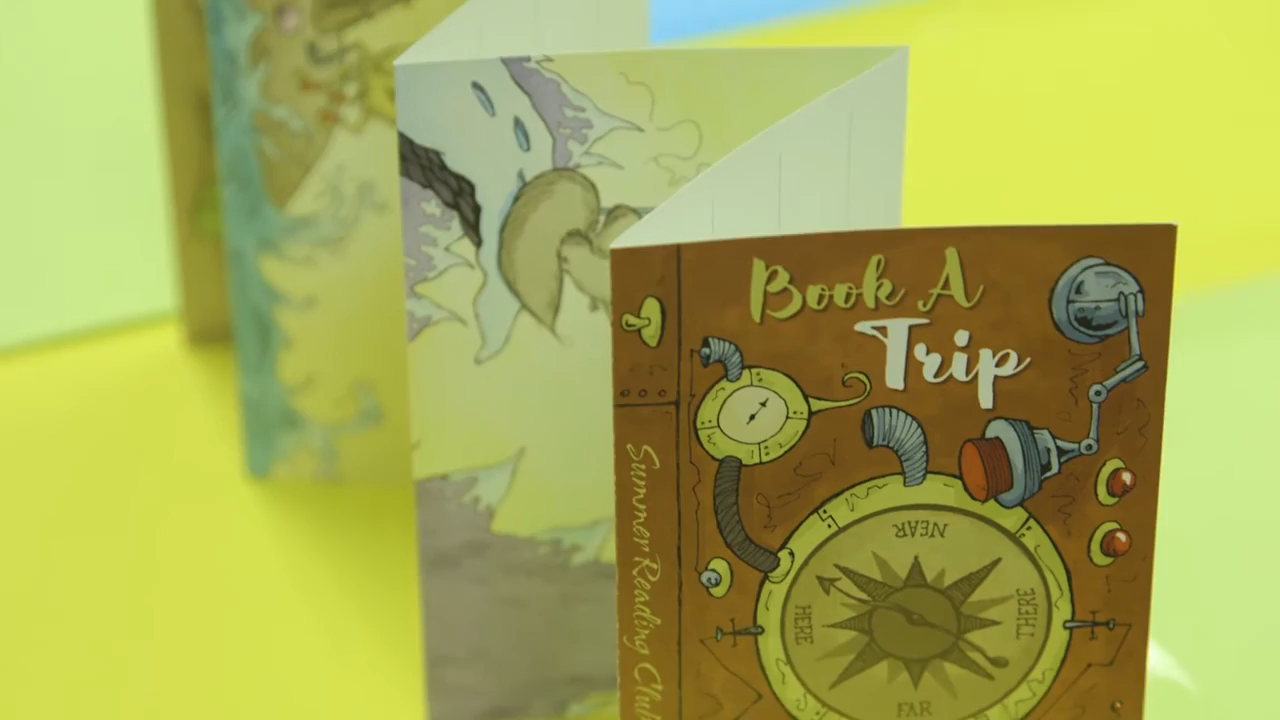 Book A
Trip
Summer Reading Club
NEAR
HERE
THERE
FAR